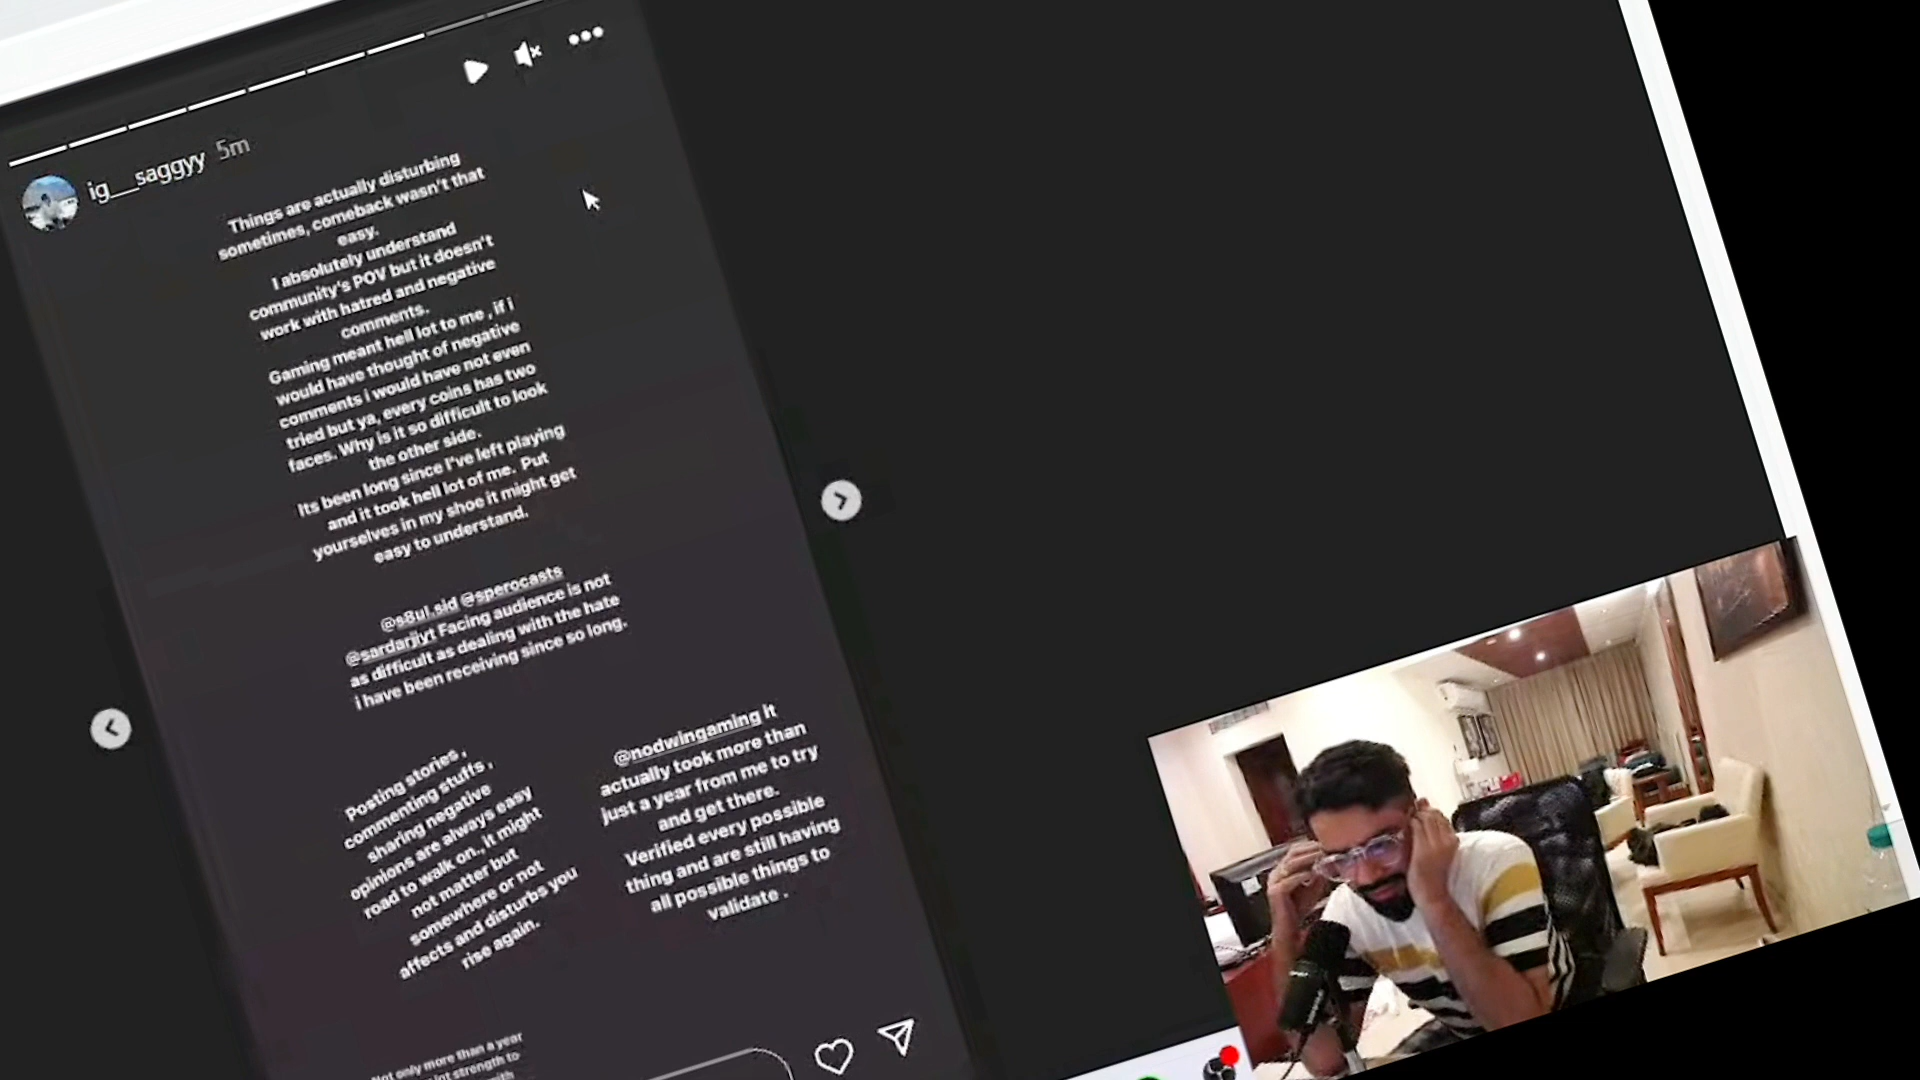 ig__saggyy 5m
Things are actually disturbing
sometimes, comeback wasn't that
easy.
I absolutely understand
community's POV but it doesn't
work with hatred and negative
comments.
Gaming meant hell lot to me , if i
would have thought of negative
comments i would have not even
tried but ya, every coins has two
faces. Why is it so difficult to look
the other side.
Its been long since I've left playing
and it took hell lot of me. Put
yourselves in my shoe it might get
easy to understand.
@s8ul.sid @sperocasts
@sardarjiyt Facing audience is not
as difficult as dealing with the hate
i have been receiving since so long.
Posting stories ,
commenting stuffs ,
sharing negative
opinions are always easy
road to walk on., it might
not matter but
somewhere or not
affects and disturbs you
rise again.
@nodwingaming it
actually took more than
just a year from me to try
and get there.
Verified every possible
thing and are still having
all possible things to
validate .
Not only more than a year
strength to